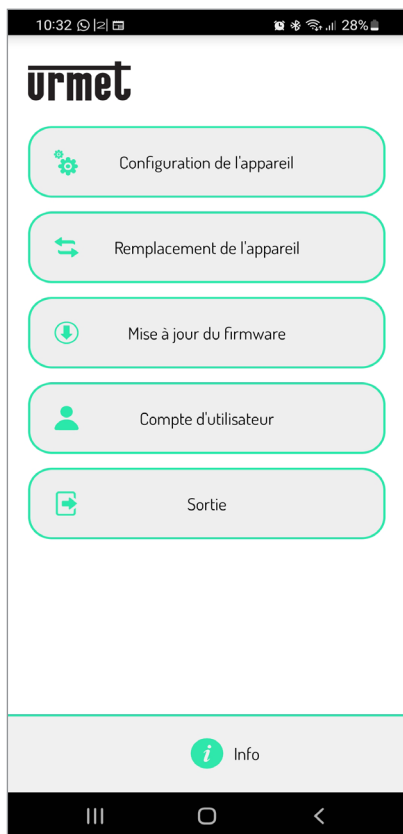 10:32
28%
urmet
Configuration de l'appareil
Remplacement de l'appareil
Mise à jour du firmware
Compte d'utilisateur
Sortie
i Info